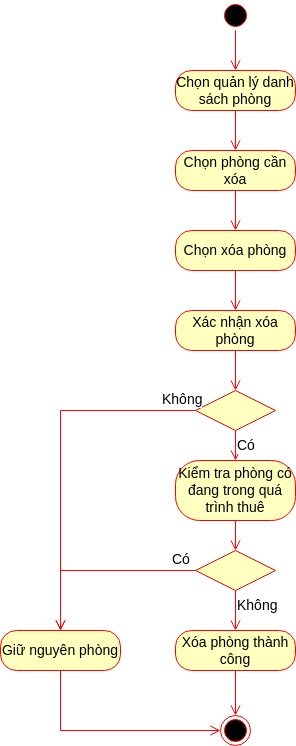 Chọn quản lý danh
sách phòng
Chọn phòng cần
xóa
Chọn xóa phòng
Xác nhận xóa
phòng
Không
Có
Kiểm tra phòng có
đang trong quá
trình thuê
Có
Không
Giữ nguyên phòng
Xóa phòng thành
công